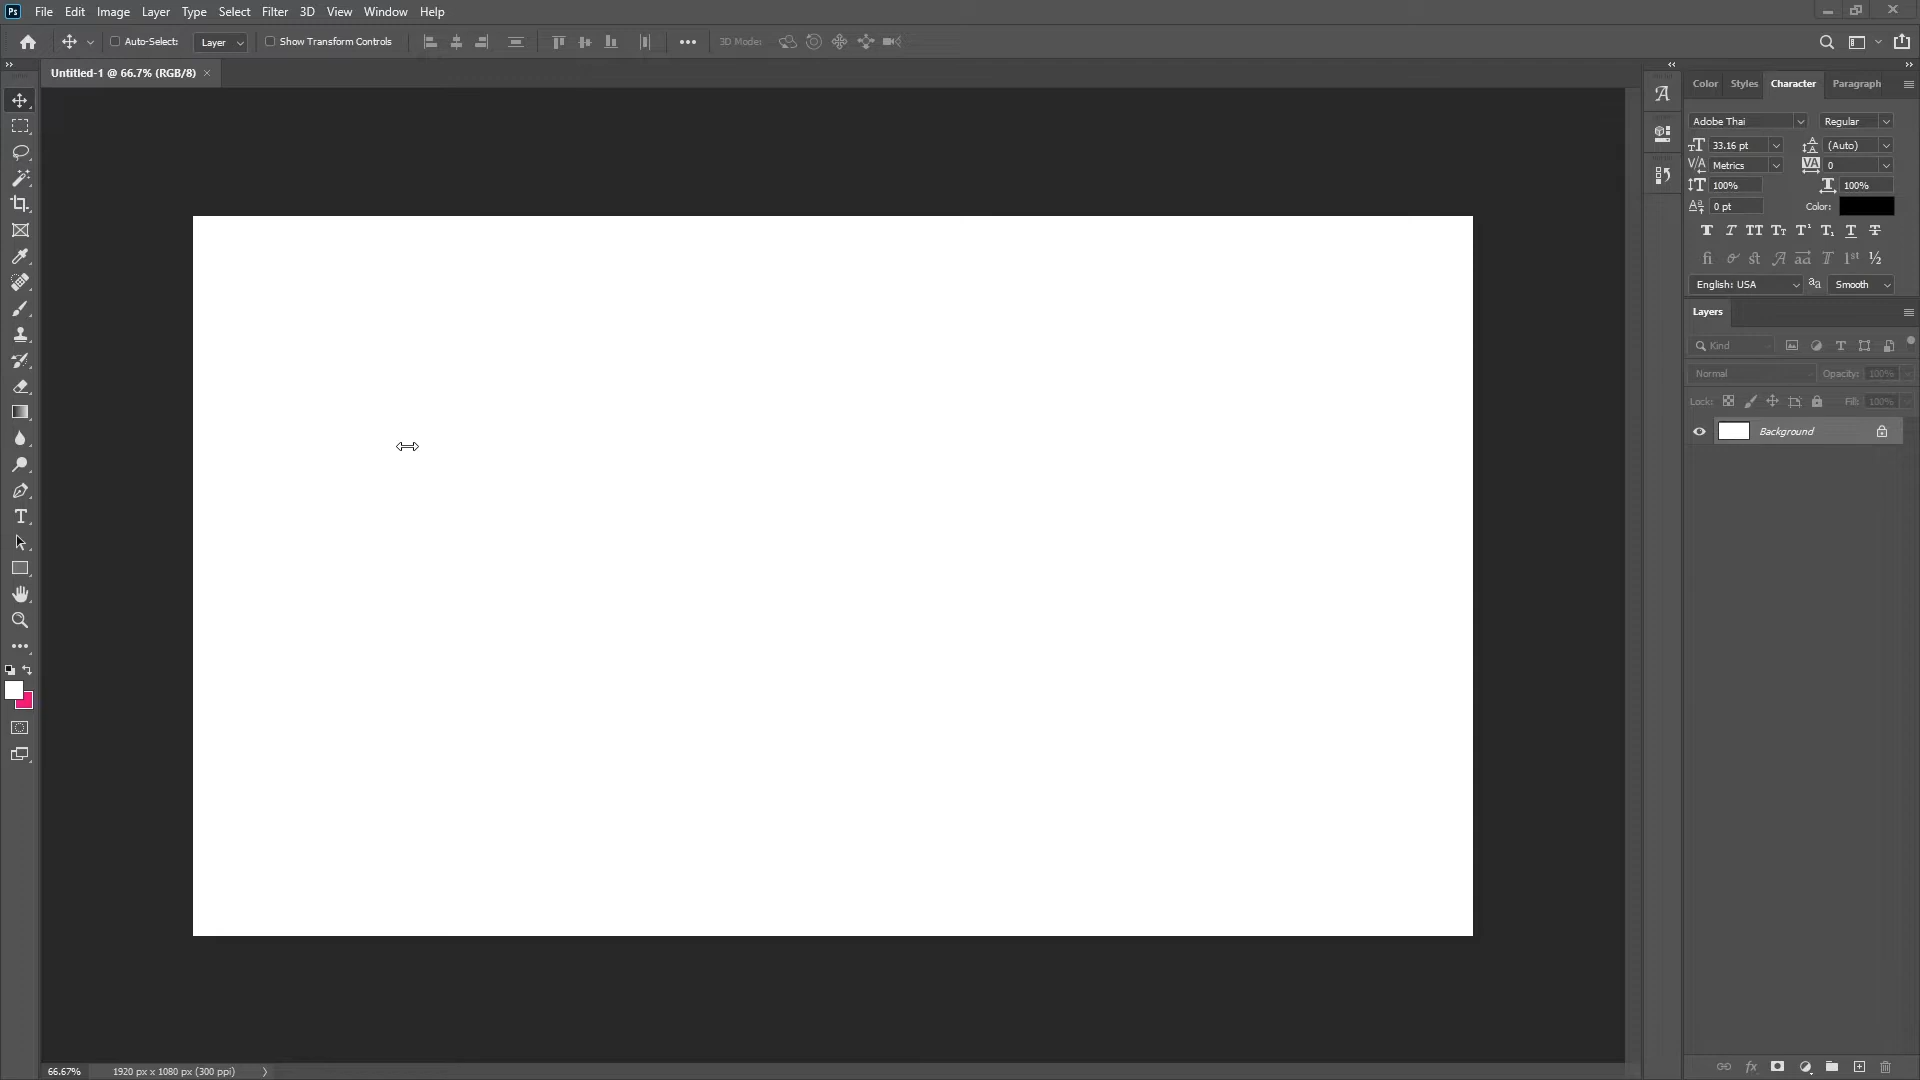 Ps File Edit Image Layer Type Select Filter 3D View Window Help
Auto-Select: Layer Show Transform Controls 3D Mode:
Untitled-1 @ 66.7% (RGB/8) ×
Color Styles Character Paragraph
Adobe Thai Regular
33.16 pt (Auto)
Metrics 0
100% 100%
0 pt Color:
English: USA Smooth
Layers
Kind
Normal Opacity: 100%
Lock: Fill: 100%
Background
66.67% 1920 px x 1080 px (300 ppi)